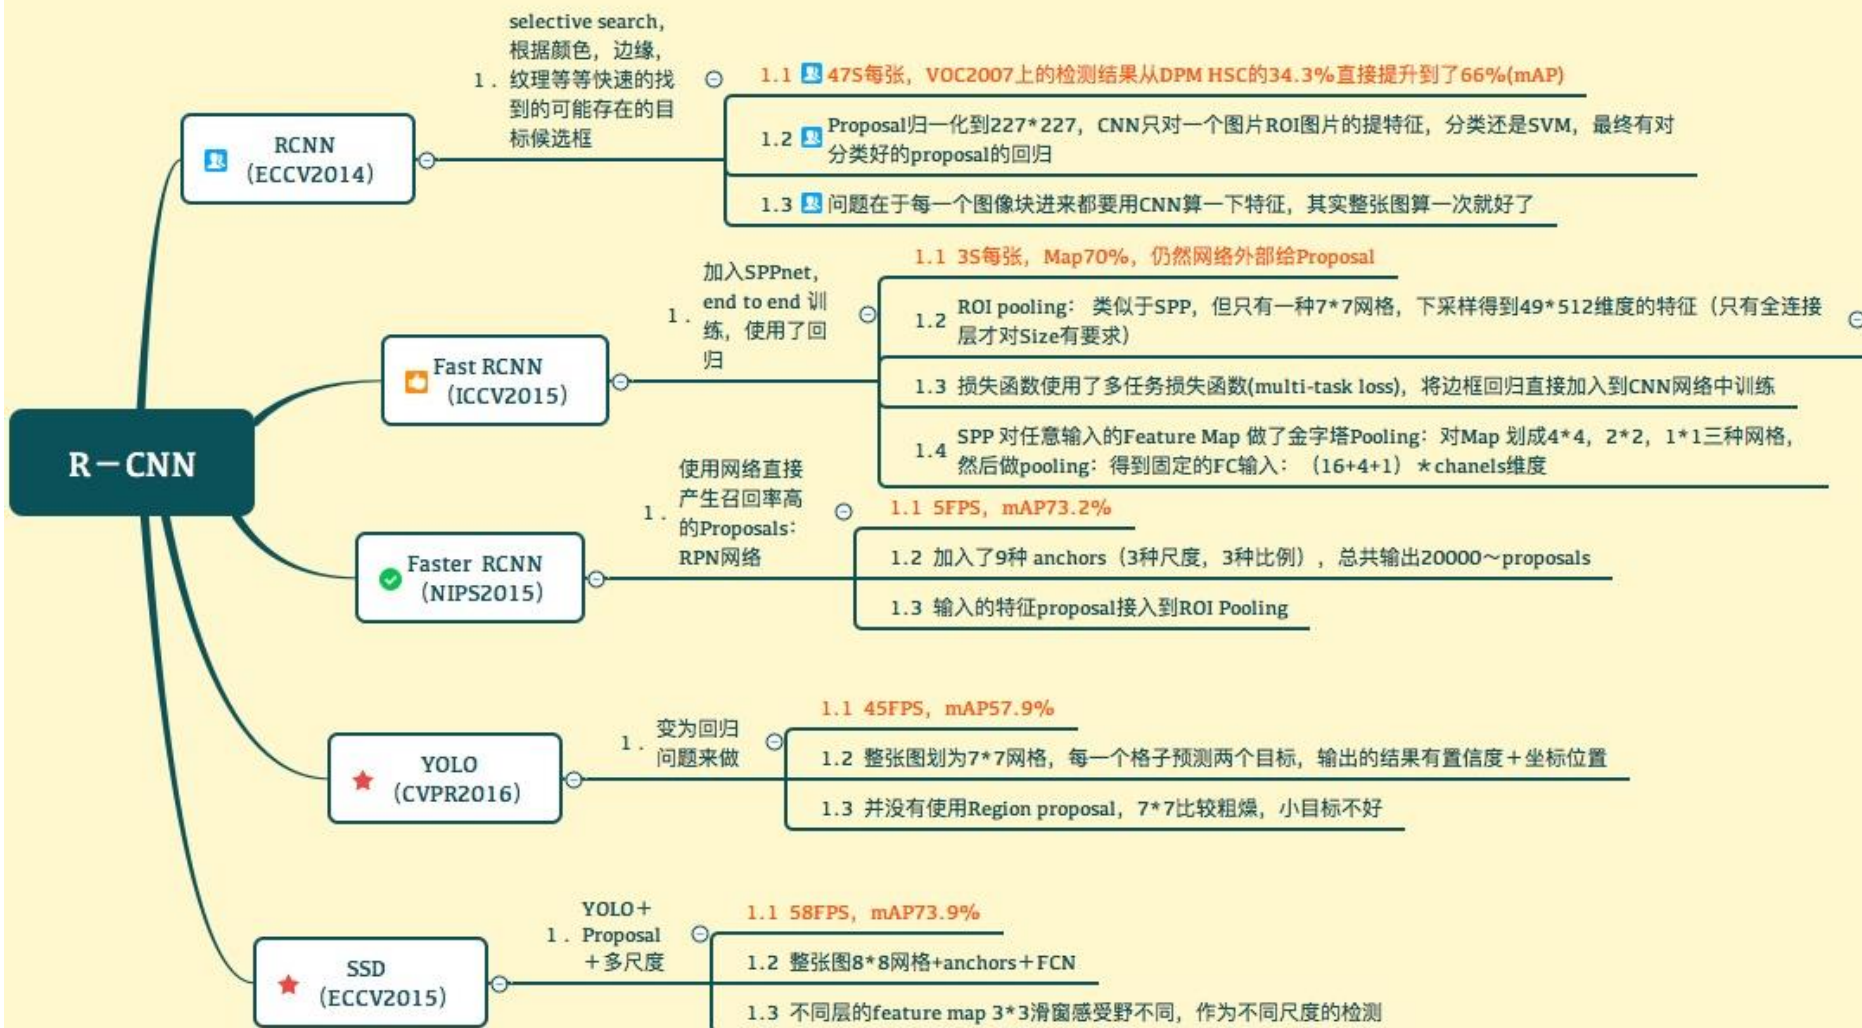 R－CNN
RCNN
（ECCV2014）
1.
selective search，
根据颜色，边缘，
纹理等等快速的找
到的可能存在的目
标候选框
1.1 47S每张，VOC2007上的检测结果从DPM HSC的34.3%直接提升到了66%(mAP)
1.2 Proposal归一化到227*227，CNN只对一个图片ROI图片的提特征，分类还是SVM，最终有对
分类好的proposal的回归
1.3 问题在于每一个图像块进来都要用CNN算一下特征，其实整张图算一次就好了
Fast RCNN
（ICCV2015）
1.
加入SPPnet，
end to end 训
练，使用了回
归
1.1 3S每张，Map70%，仍然网络外部给Proposal
1.2 ROI pooling： 类似于SPP，但只有一种7*7网格，下采样得到49*512维度的特征（只有全连接
层才对Size有要求）
1.3 损失函数使用了多任务损失函数(multi-task loss)，将边框回归直接加入到CNN网络中训练
1.4 SPP 对任意输入的Feature Map 做了金字塔Pooling：对Map 划成4*4，2*2，1*1三种网格，
然后做pooling：得到固定的FC输入：（16+4+1）＊chanels维度
Faster RCNN
（NIPS2015）
1.
使用网络直接
产生召回率高
的Proposals：
RPN网络
1.1 5FPS，mAP73.2%
1.2 加入了9种 anchors（3种尺度，3种比例），总共输出20000～proposals
1.3 输入的特征proposal接入到ROI Pooling
YOLO
（CVPR2016）
1.
变为回归
问题来做
1.1 45FPS，mAP57.9%
1.2 整张图划为7*7网格，每一个格子预测两个目标，输出的结果有置信度＋坐标位置
1.3 并没有使用Region proposal，7*7比较粗燥，小目标不好
SSD
（ECCV2015）
1.
YOLO＋
Proposal
＋多尺度
1.1 58FPS，mAP73.9%
1.2 整张图8*8网格+anchors＋FCN
1.3 不同层的feature map 3*3滑窗感受野不同，作为不同尺度的检测